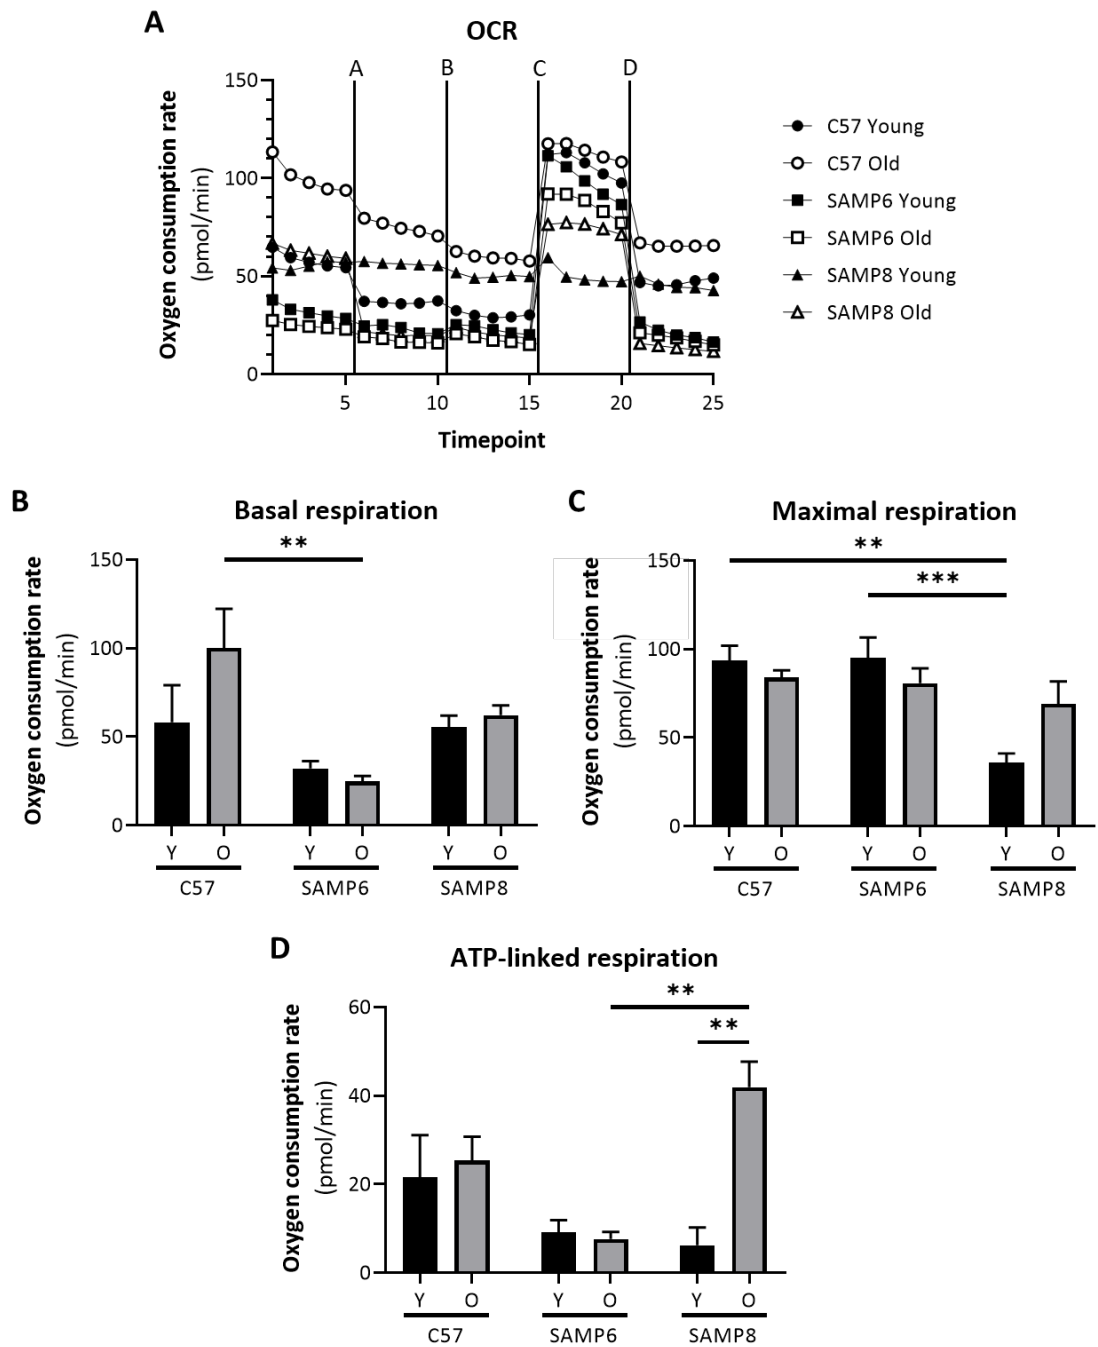 A
OCR
A B C D
150
100
50
0
Oxygen consumption rate
(pmol/min)
5 10 15 20 25
Timepoint
C57 Young
C57 Old
SAMP6 Young
SAMP6 Old
SAMP8 Young
SAMP8 Old
B
Basal respiration
**
150
100
50
0
Oxygen consumption rate
(pmol/min)
Y O Y O Y O
C57 SAMP6 SAMP8
C
Maximal respiration
**
***
150
100
50
0
Oxygen consumption rate
(pmol/min)
Y O Y O Y O
C57 SAMP6 SAMP8
D
ATP-linked respiration
**
**
60
40
20
0
Oxygen consumption rate
(pmol/min)
Y O Y O Y O
C57 SAMP6 SAMP8